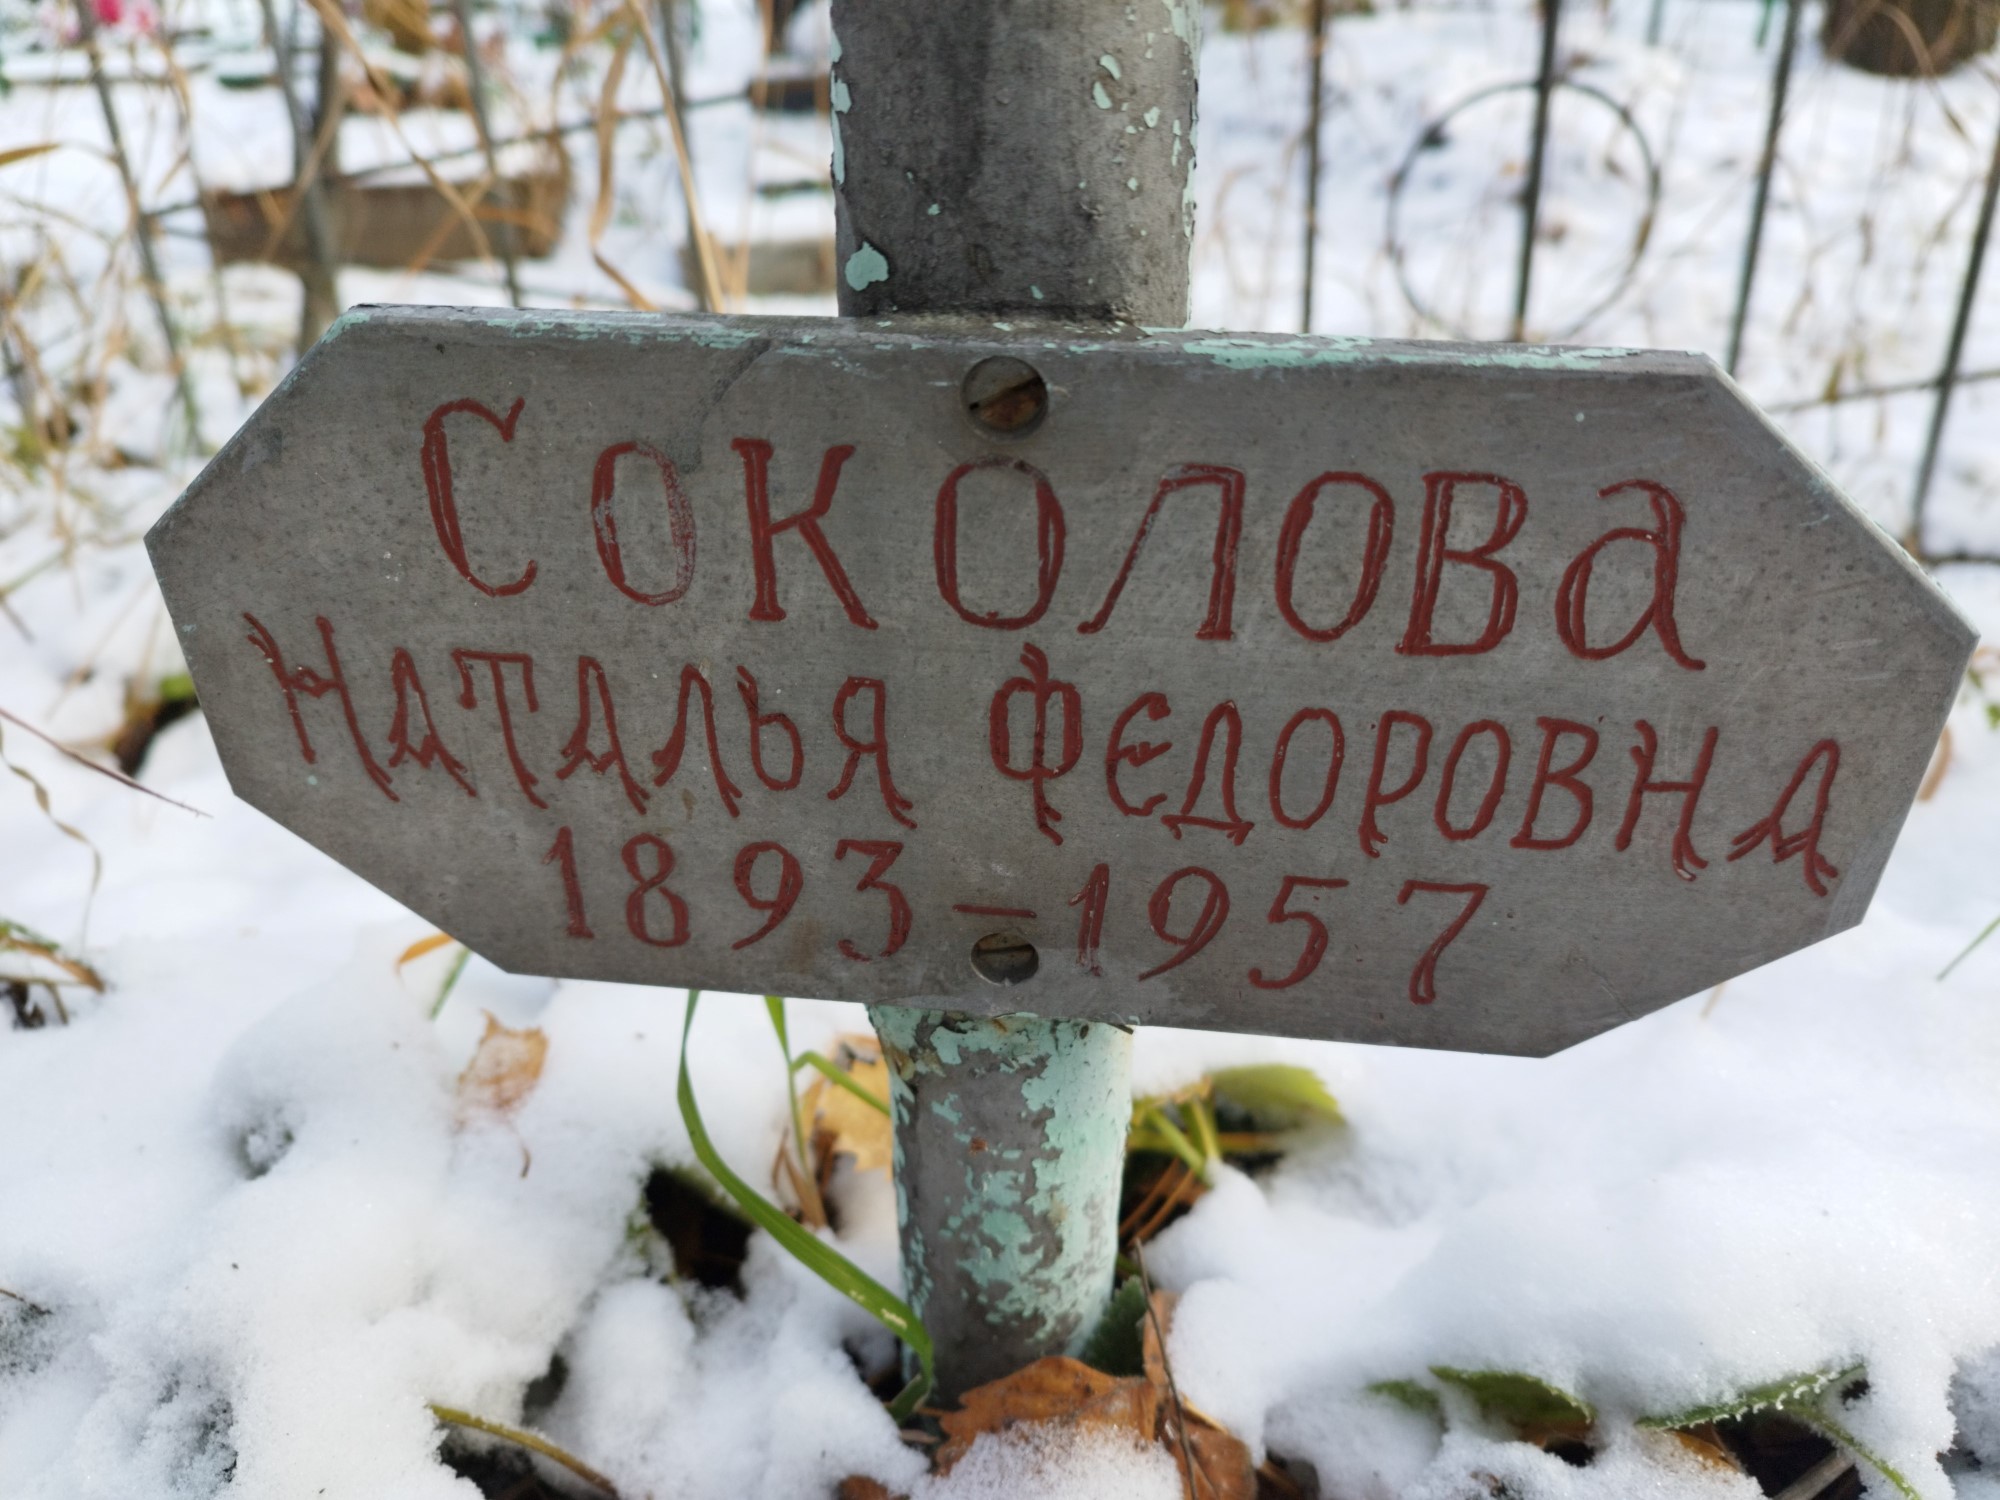 Соколова
Наталья Федоровна
1893-1957